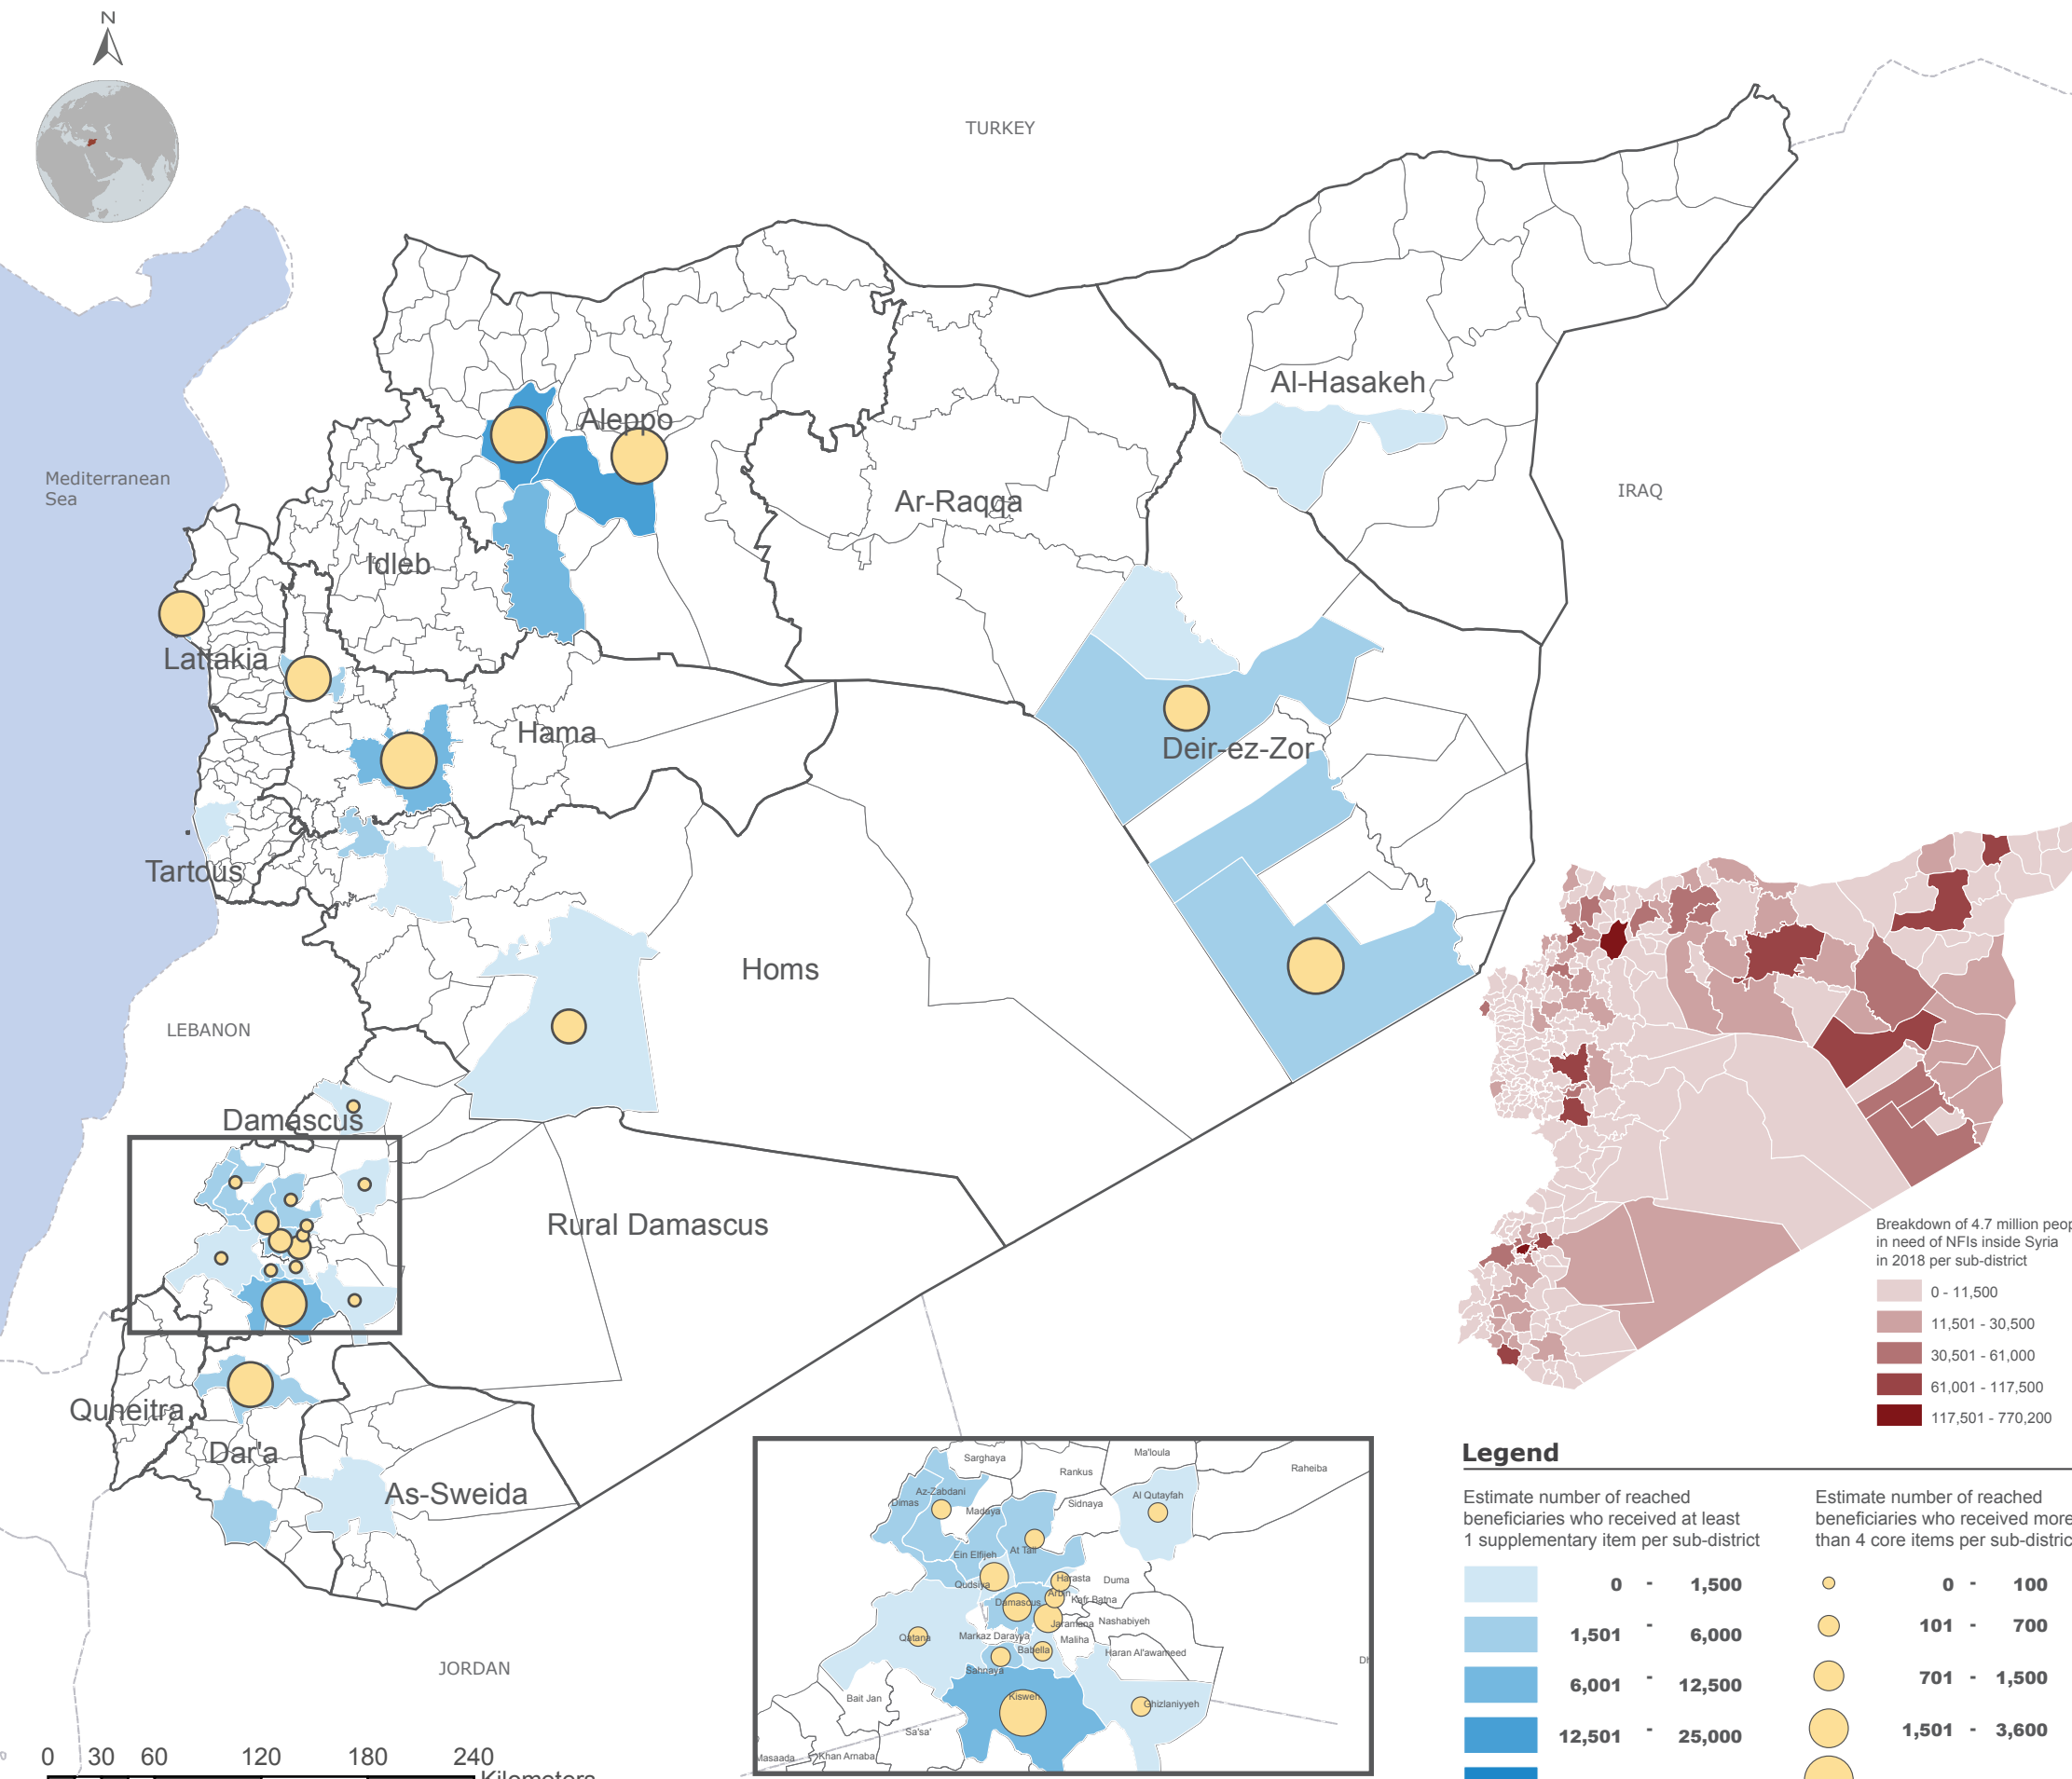 N
TURKEY
Mediterranean
Sea
Aleppo
Al-Hasakeh
Ar-Raqqa
IRAQ
Idleb
Lattakia
Hama
Deir-ez-Zor
Tartous
Homs
LEBANON
Damascus
Rural Damascus
Quneitra
Dar'a
As-Sweida
JORDAN
0 30 60 120 180 240
Kilometers
Breakdown of 4.7 million peop
in need of NFIs inside Syria
in 2018 per sub-district
0 - 11,500
11,501 - 30,500
30,501 - 61,000
61,001 - 117,500
117,501 - 770,200
Sarghaya
Ma'loula
Rankus
Raheiba
Az-Zabdani
Dimas
Madaya
Sidnaya
Al Qutayfah
Ein Elfijeh
At Tall
Qudsiya
Harasta
Duma
Arbin
Kafr Batna
Damascus
Jaramana
Nashabiyeh
Qatana
Markaz Darayya
Maliha
Babella
Haran Al'awameed
Sahnaya
Dh
Kisweh
Ghizlaniyyeh
Bait Jan
Sa'sa'
Masaada
Khan Arnaba
Legend
Estimate number of reached
beneficiaries who received at least
1 supplementary item per sub-district
0 - 1,500
1,501 - 6,000
6,001 - 12,500
12,501 - 25,000
Estimate number of reached
beneficiaries who received more
than 4 core items per sub-distric
0 - 100
101 - 700
701 - 1,500
1,501 - 3,600